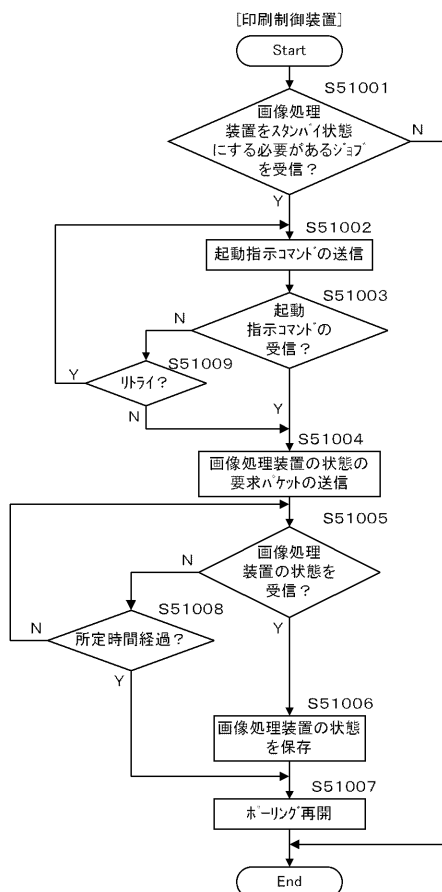 [印刷制御装置]
Start
S51001
画像処理
装置をスタンバイ状態
にする必要があるジョブ
を受信？
N
Y
S51002
起動指示コマンドの送信
S51003
起動
指示コマンドの
受信？
N
S51009
リトライ？
Y
N
Y
S51004
画像処理装置の状態の
要求パケットの送信
S51005
画像処理
装置の状態を
受信？
N
S51008
所定時間経過？
N
Y
Y
S51006
画像処理装置の状態
を保存
S51007
ポーリング再開
End